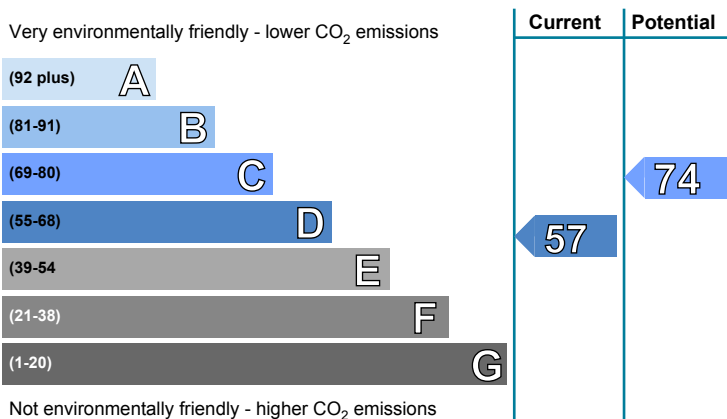 Current Potential
Very environmentally friendly - lower CO2 emissions
(92 plus) A
(81-91) B
(69-80) C
74
(55-68) D
57
(39-54 E
(21-38) F
(1-20) G
Not environmentally friendly - higher CO2 emissions